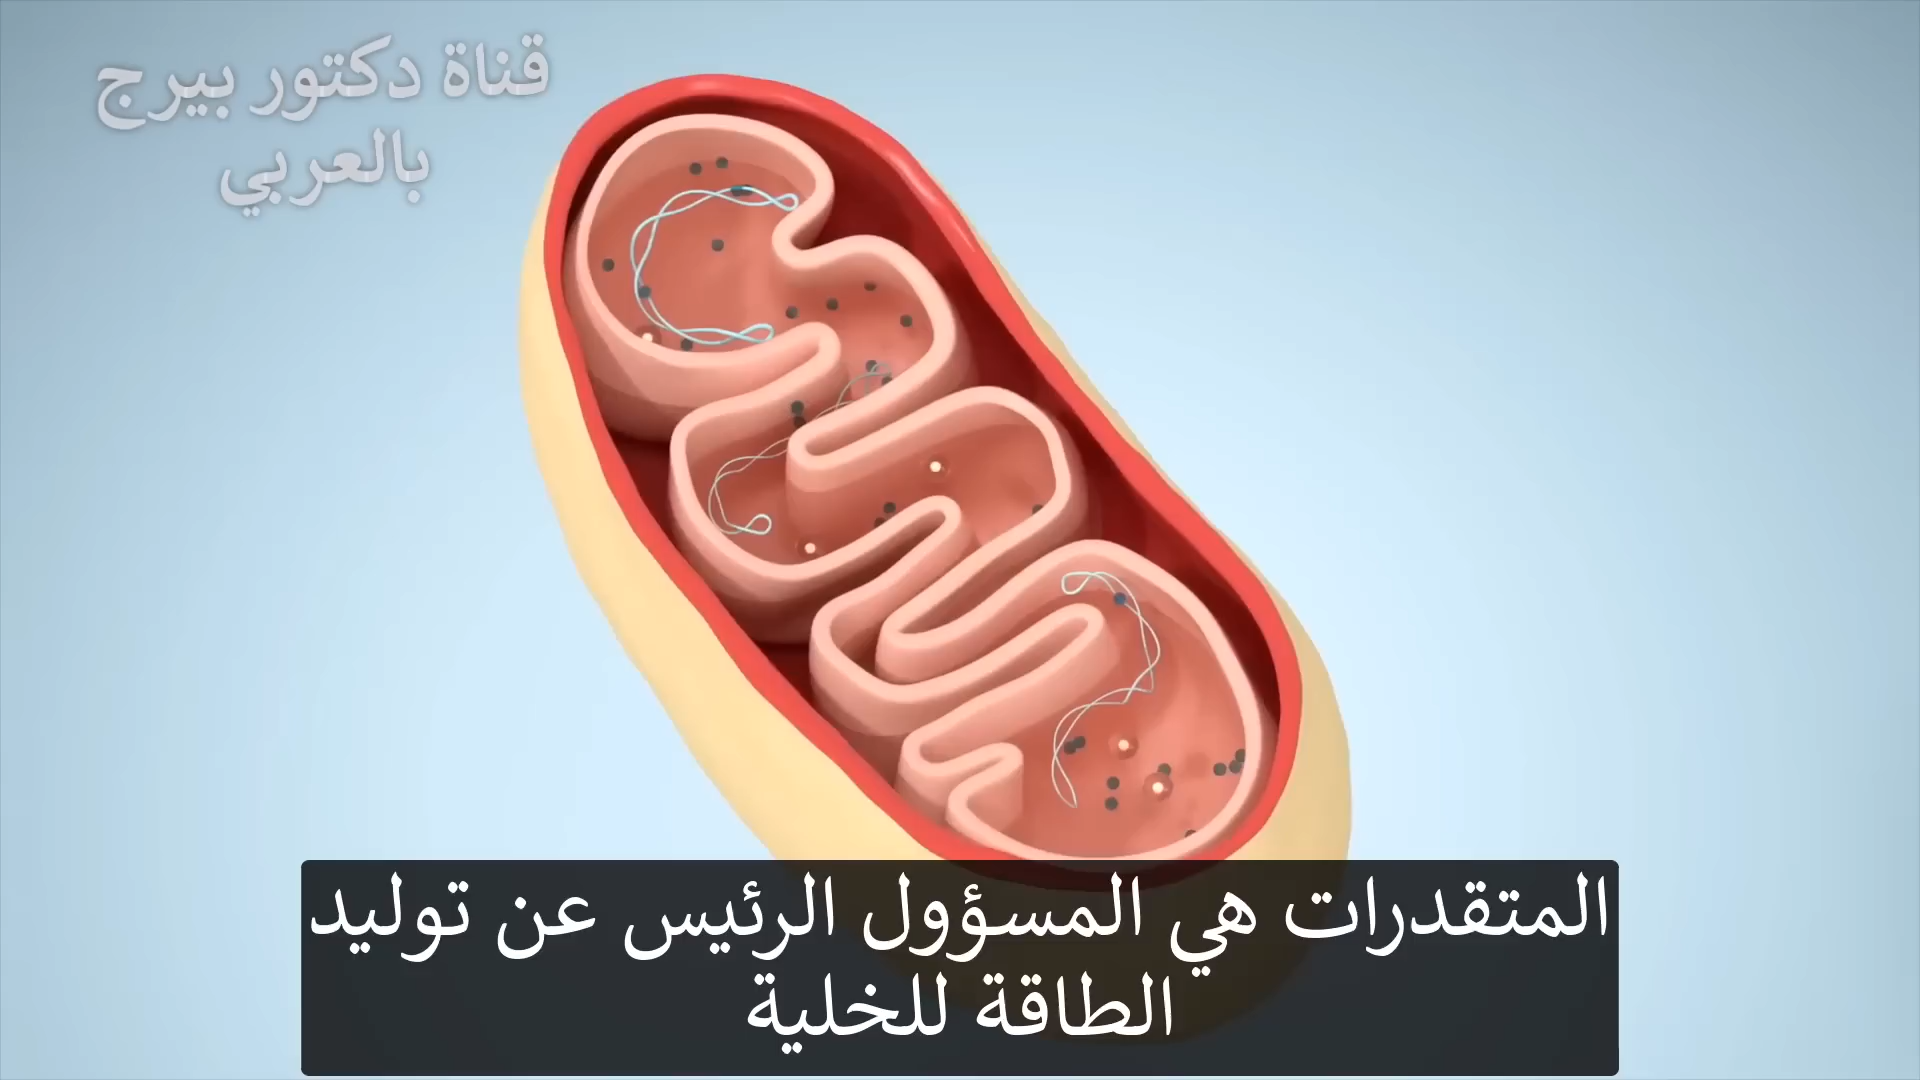 قناة دكتور بيرج
بالعربي
المتقدرات هي المسؤول الرئيس عن توليد
الطاقة للخلية